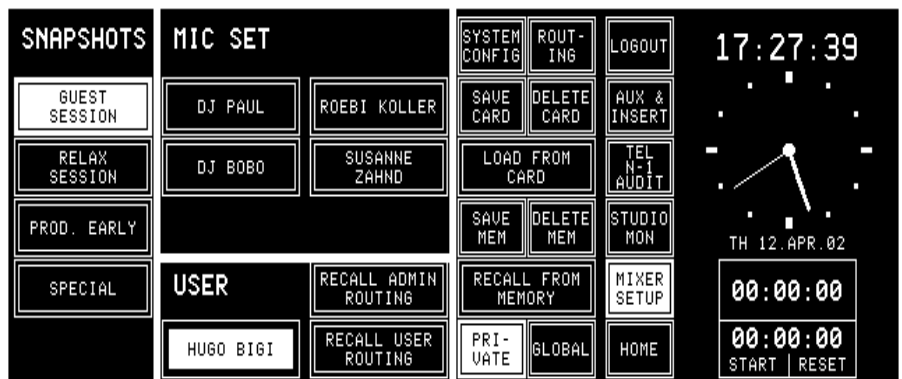 SNAPSHOTS
GUEST
SESSION
RELAX
SESSION
PROD. EARLY
SPECIAL
MIC SET
DJ PAUL
ROEBI KOLLER
DJ BOBO
SUSANNE
ZAHND
USER
RECALL ADMIN
ROUTING
HUGO BIGI
RECALL USER
ROUTING
SYSTEM
CONFIG
ROUT-
ING
SAVE
CARD
DELETE
CARD
LOAD FROM
CARD
SAVE
MEM
DELETE
MEM
RECALL FROM
MEMORY
PRI-
VATE
GLOBAL
LOGOUT
AUX &
INSERT
TEL
N-1
AUDIT
STUDIO
MON
MIXER
SETUP
HOME
17:27:39
TH 12.APR.02
00:00:00
00:00:00
START | RESET